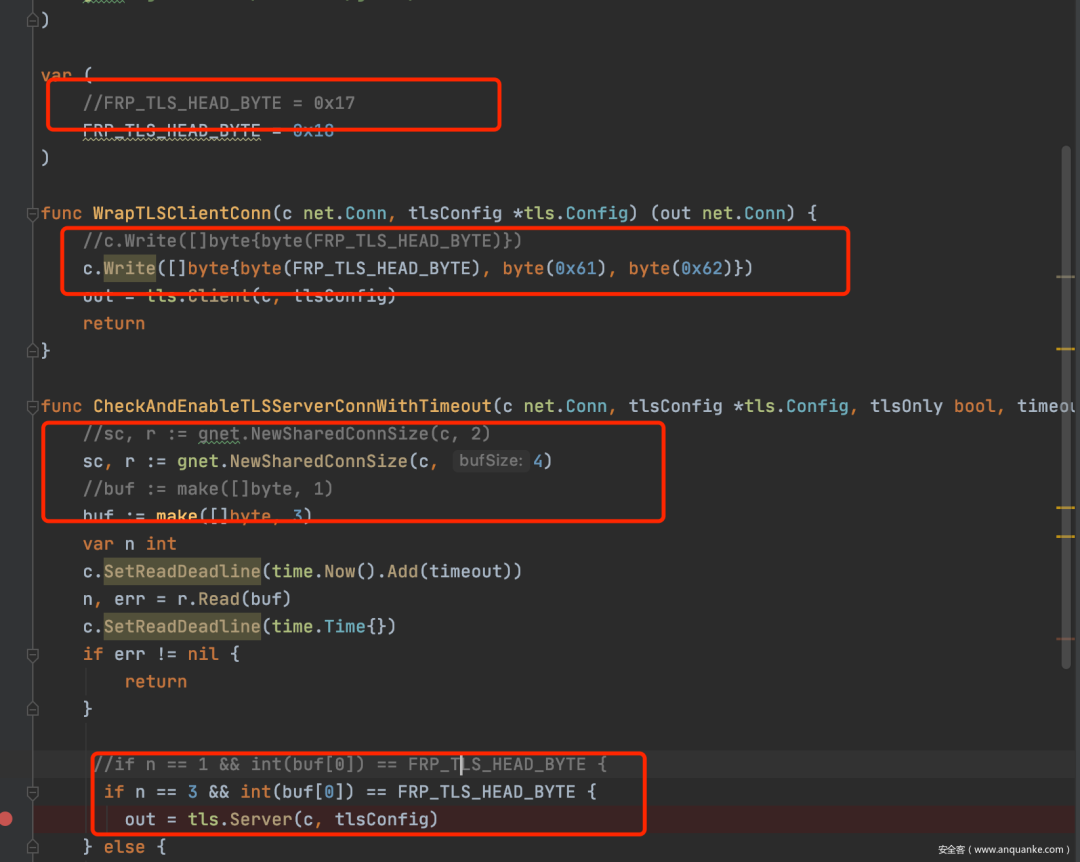 )
var (
//FRP_TLS_HEAD_BYTE = 0x17
FRP_TLS_HEAD_BYTE = 0x18
)
func WrapTLSClientConn(c net.Conn, tlsConfig *tls.Config) (out net.Conn) {
//c.Write([]byte{byte(FRP_TLS_HEAD_BYTE)})
c.Write([]byte{byte(FRP_TLS_HEAD_BYTE), byte(0x61), byte(0x62)})
out = tls.Client(c, tlsConfig)
return
}
func CheckAndEnableTLSServerConnWithTimeout(c net.Conn, tlsConfig *tls.Config, tlsOnly bool, timeou
//sc, r := gnet.NewSharedConnSize(c, 2)
sc, r := gnet.NewSharedConnSize(c, bufSize: 4)
//buf := make([]byte, 1)
buf := make([]byte, 3)
var n int
c.SetReadDeadline(time.Now().Add(timeout))
n, err = r.Read(buf)
c.SetReadDeadline(time.Time{})
if err != nil {
return
}
//if n == 1 && int(buf[0]) == FRP_TLS_HEAD_BYTE {
if n == 3 && int(buf[0]) == FRP_TLS_HEAD_BYTE {
out = tls.Server(c, tlsConfig)
} else {
安全客（www.anquanke.com）